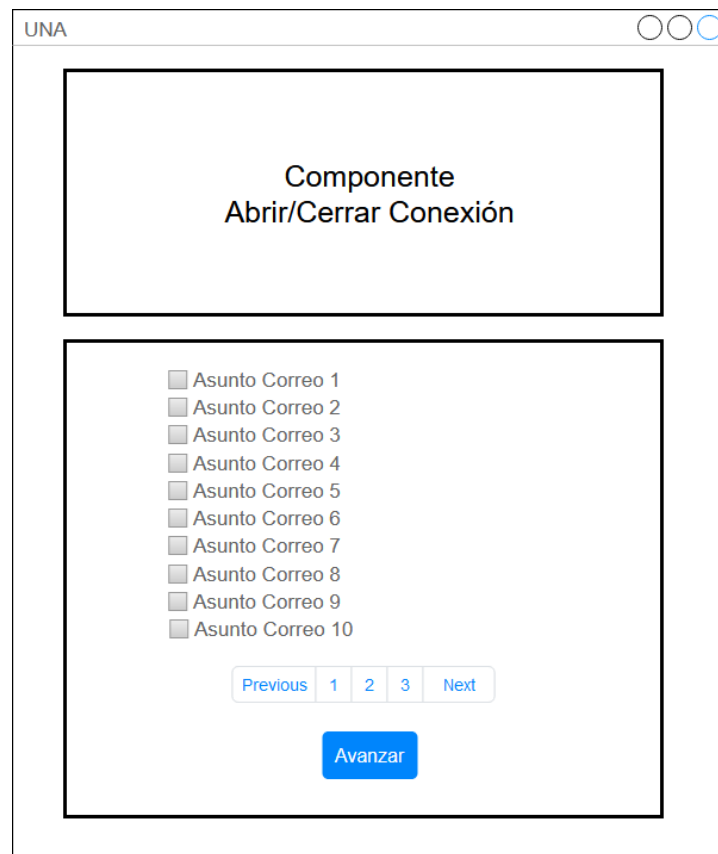 UNA
Componente
Abrir/Cerrar Conexión
Asunto Correo 1
Asunto Correo 2
Asunto Correo 3
Asunto Correo 4
Asunto Correo 5
Asunto Correo 6
Asunto Correo 7
Asunto Correo 8
Asunto Correo 9
Asunto Correo 10
Previous 1 2 3 Next
Avanzar